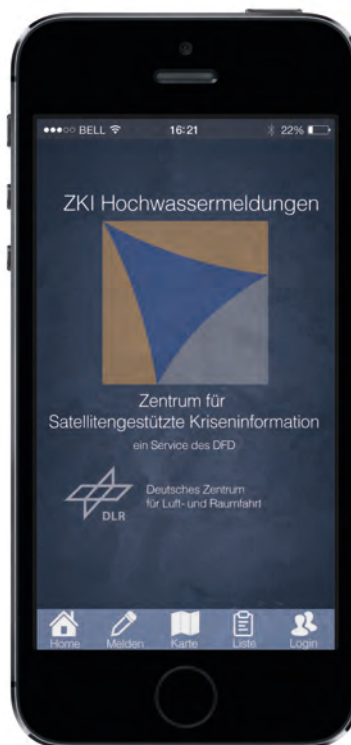 BELL 16:21 22%
ZKI Hochwassermeldungen
Zentrum für
Satellitengestützte Kriseninformation
ein Service des DFD
DLR
Deutsches Zentrum
für Luft- und Raumfahrt
Home Melden Karte Liste Login